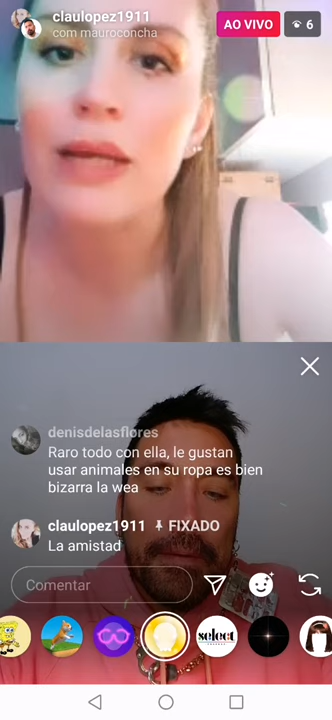 claulopez1911
com mauroconcha
AO VIVO
6
denisdelasflores
Raro todo con ella, le gustan
usar animales en su ropa es bien
bizarra la wea
claulopez1911 FIXADO
La amistad
Comentar
select